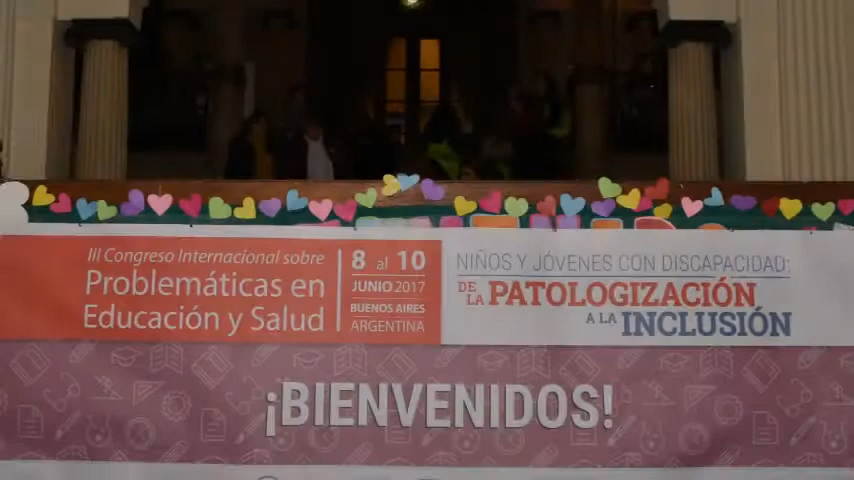 III Congreso Internacional sobre
Problemáticas en
Educación y Salud
8 al 10
JUNIO 2017
BUENOS AIRES
ARGENTINA
NIÑOS Y JÓVENES CON DISCAPACIDAD:
DE LA PATOLOGIZACIÓN
A LA INCLUSIÓN
¡BIENVENIDOS!